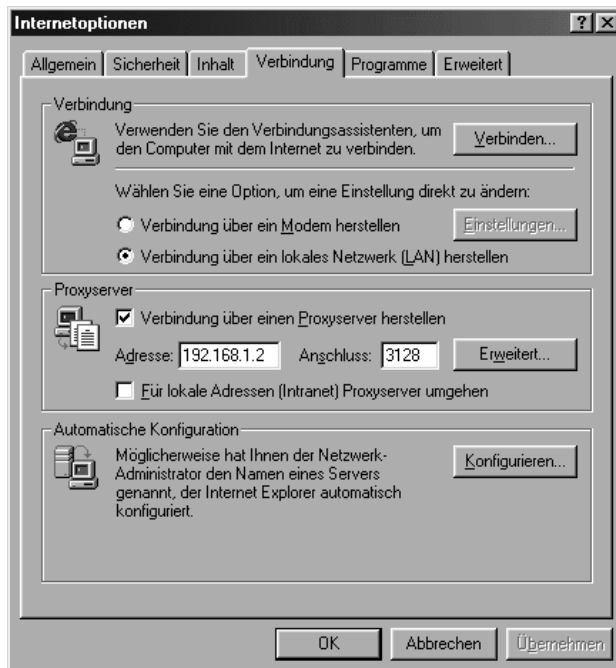 Internetoptionen
Allgemein Sicherheit Inhalt Verbindung Programme Erweitert
Verbindung
Verwenden Sie den Verbindungsassistenten, um
den Computer mit dem Internet zu verbinden.
Verbinden...
Wählen Sie eine Option, um eine Einstellung direkt zu ändern:
Verbindung über ein Modem herstellen
Einstellungen...
Verbindung über ein lokales Netzwerk (LAN) herstellen
Proxyserver
Verbindung über einen Proxyserver herstellen
Adresse: 192.168.1.2 Anschluss: 3128 Erweitert...
Für lokale Adressen (Intranet) Proxyserver umgehen
Automatische Konfiguration
Möglicherweise hat Ihnen der Netzwerk-
Administrator den Namen eines Servers
genannt, der Internet Explorer automatisch
konfiguriert.
Konfigurieren...
OK Abbrechen Übernehmen